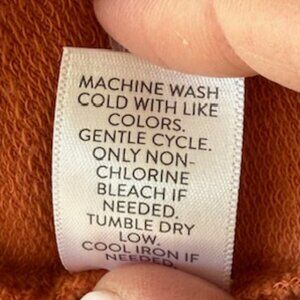 MACHINE WASH
COLD WITH LIKE
COLORS.
GENTLE CYCLE.
ONLY NON-
CHLORINE
BLEACH IF
NEEDED.
TUMBLE DRY
LOW.
COOL IRON IF
NEEDED.